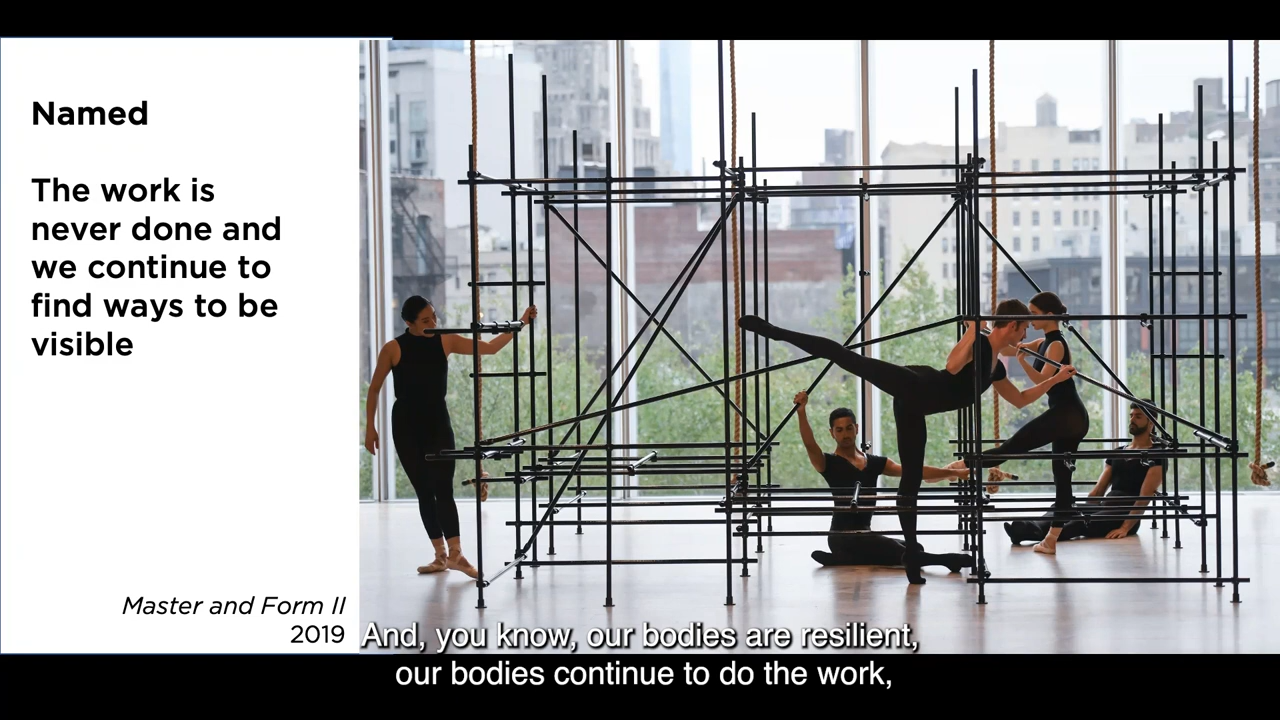 Named
The work is
never done and
we continue to
find ways to be
visible
Master and Form II
2019
And, you know, our bodies are resilient,
our bodies continue to do the work,